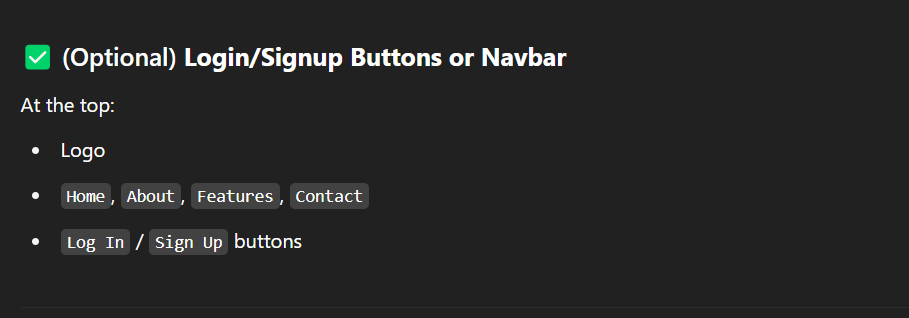 ✅ (Optional) Login/Signup Buttons or Navbar
At the top:
• Logo
• Home, About, Features, Contact
• Log In / Sign Up buttons